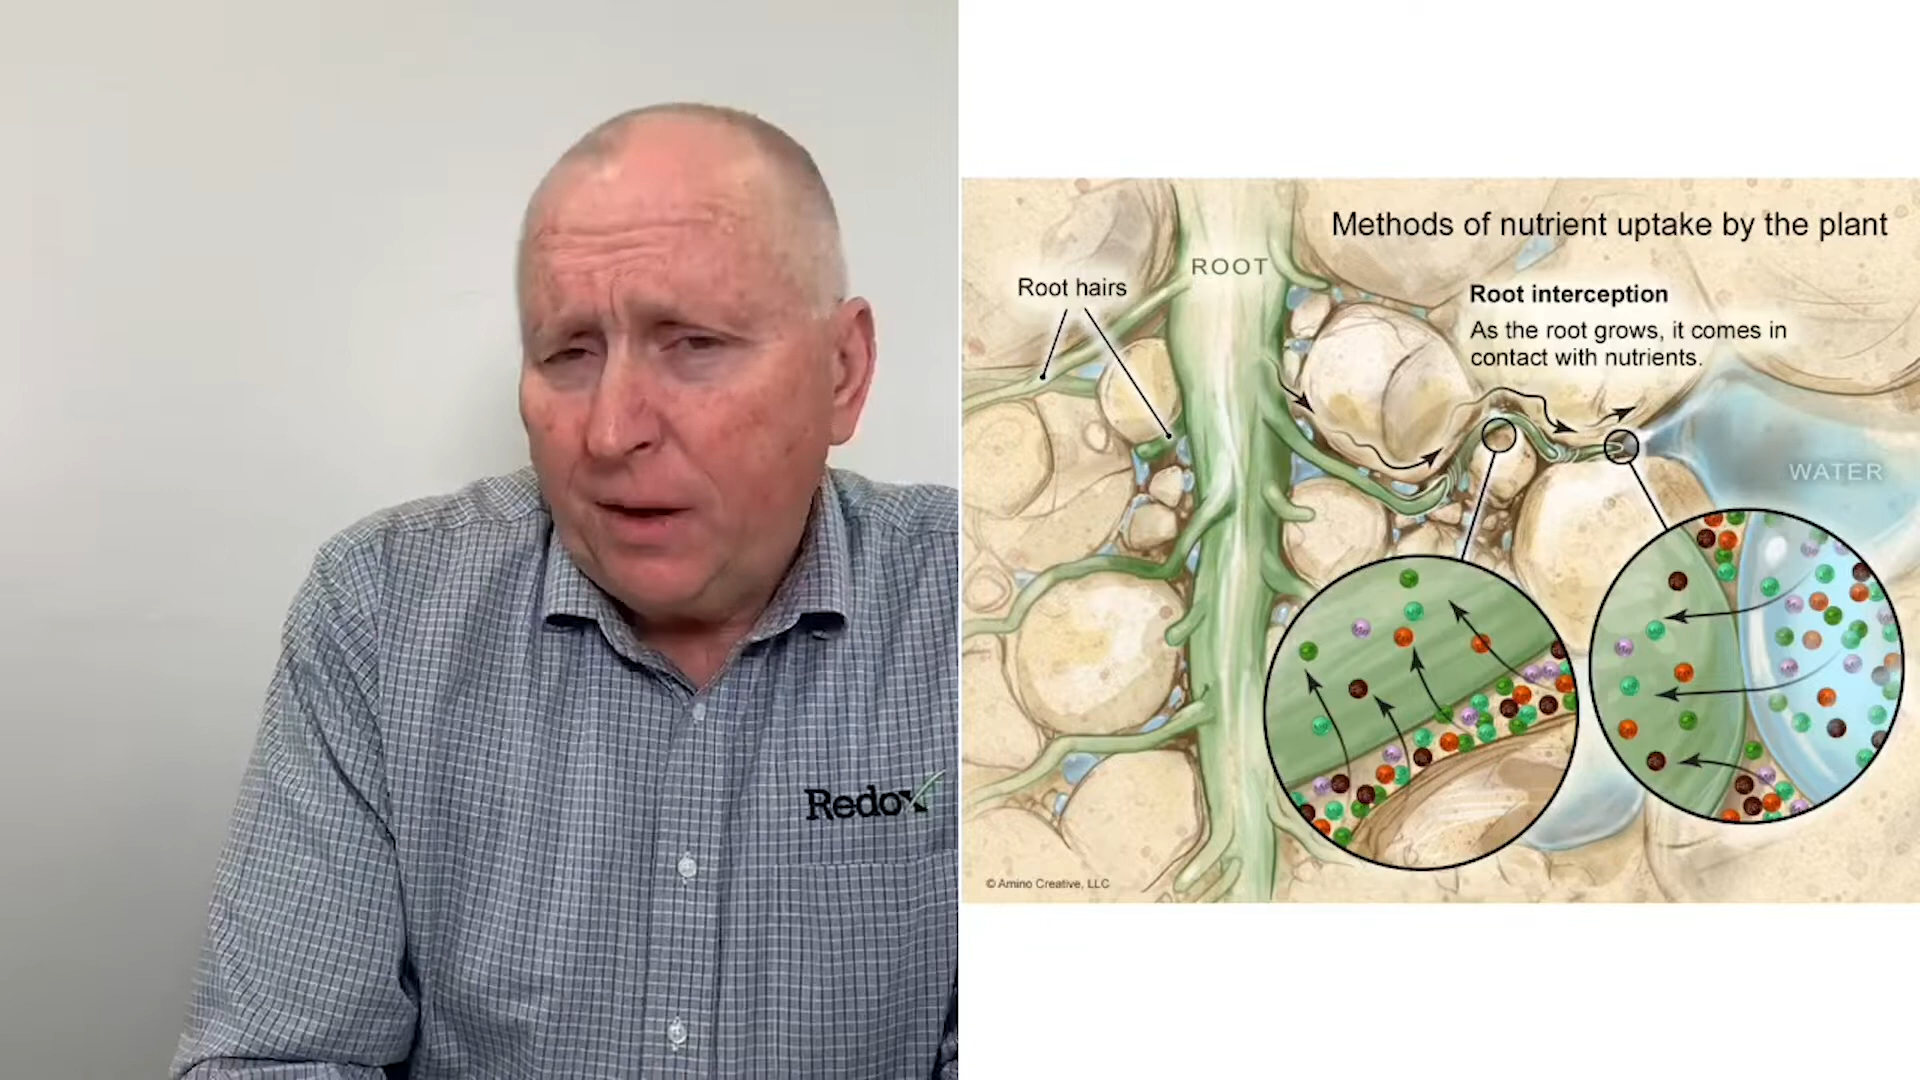 Redox
Methods of nutrient uptake by the plant
ROOT
Root hairs
Root interception
As the root grows, it comes in
contact with nutrients.
WATER
© Amino Creative, LLC